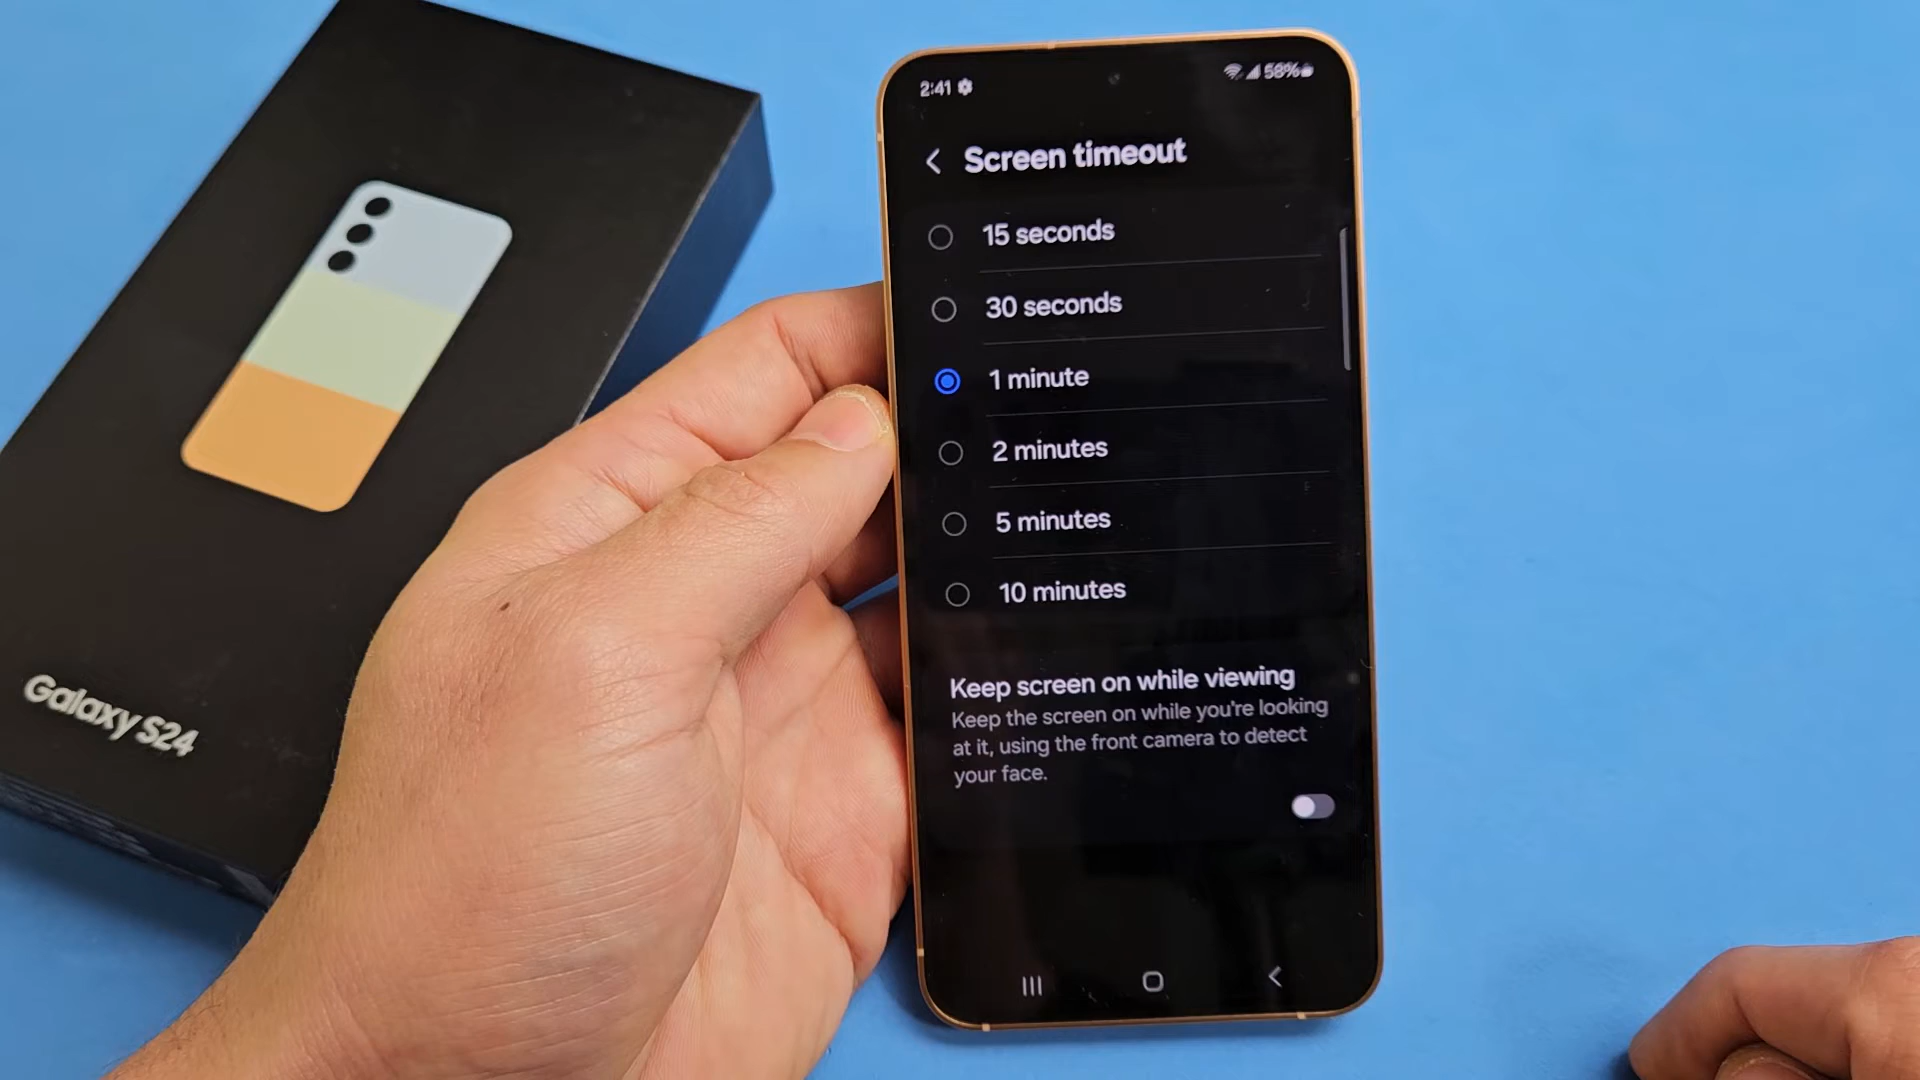 2:41
58%
Screen timeout
15 seconds
30 seconds
1 minute
2 minutes
5 minutes
10 minutes
Keep screen on while viewing
Keep the screen on while you're looking
at it, using the front camera to detect
your face.
Galaxy S24